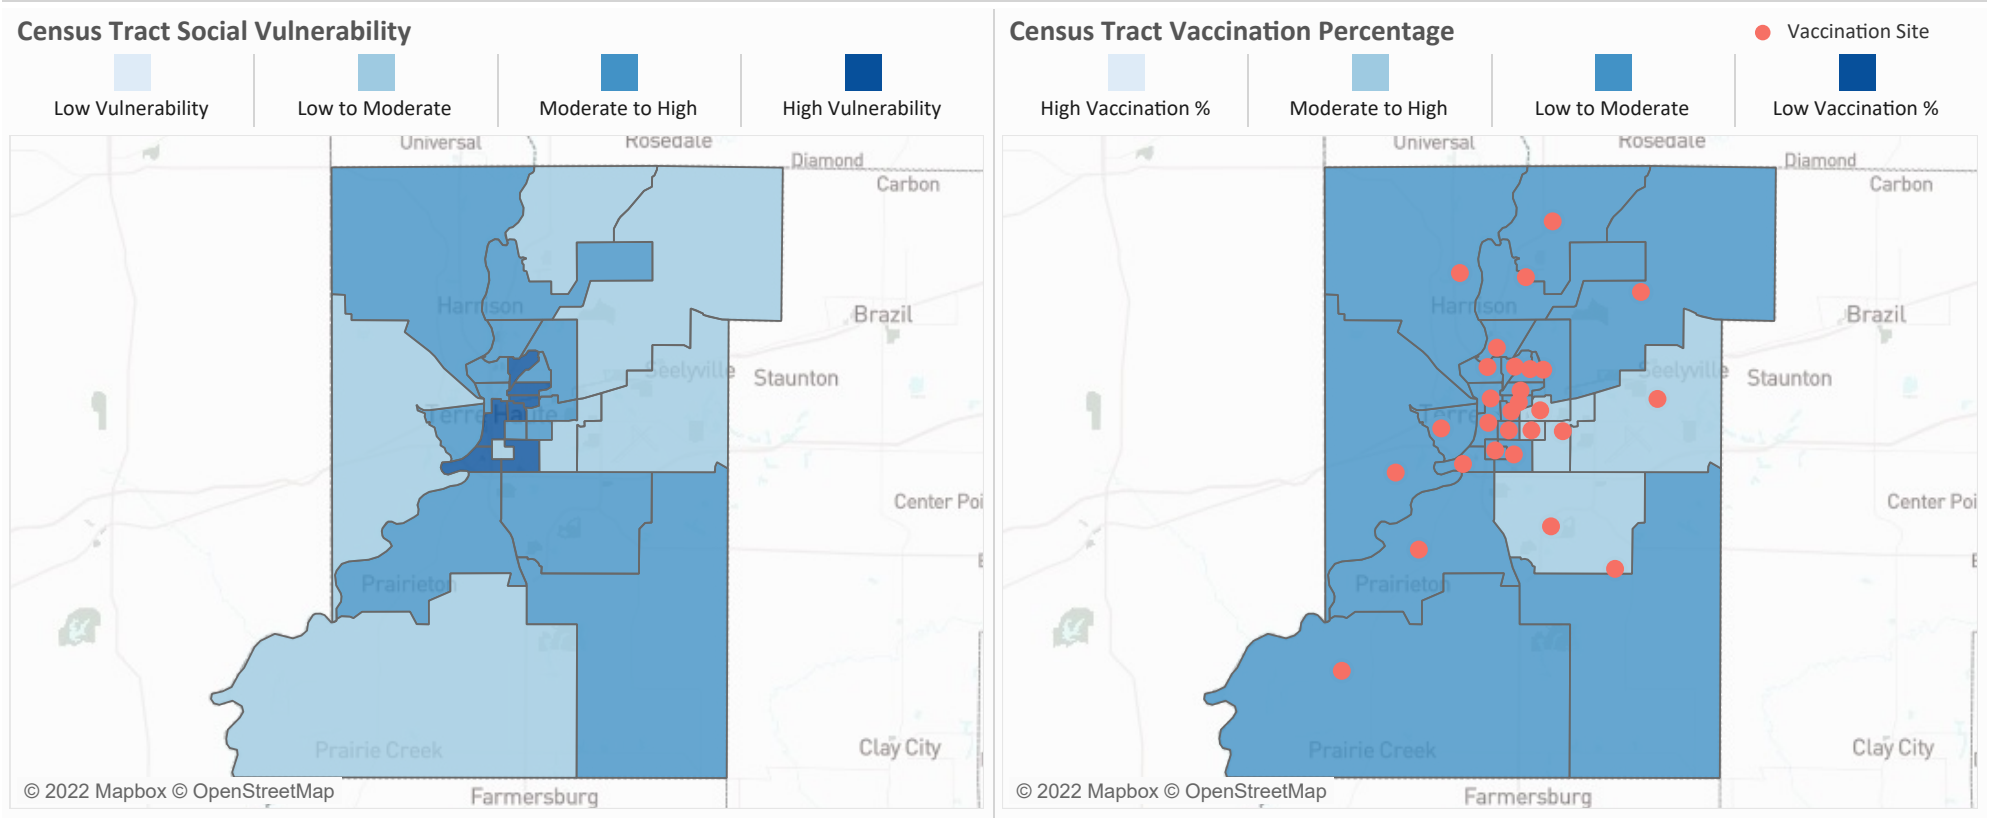 Census Tract Social Vulnerability
Low Vulnerability
Low to Moderate
Moderate to High
High Vulnerability
Universal
Rosedale
Diamond
Carbon
Harrison
Brazil
Seelyville
Staunton
Terre Haute
Center Poi
Prairieton
Prairie Creek
Clay City
© 2022 Mapbox © OpenStreetMap
Farmersburg
Census Tract Vaccination Percentage
Vaccination Site
High Vaccination %
Moderate to High
Low to Moderate
Low Vaccination %
Universal
Rosedale
Diamond
Carbon
Harrison
Brazil
Seelyville
Staunton
Terre
Center Poi
Prairieton
Prairie Creek
Clay City
© 2022 Mapbox © OpenStreetMap
Farmersburg